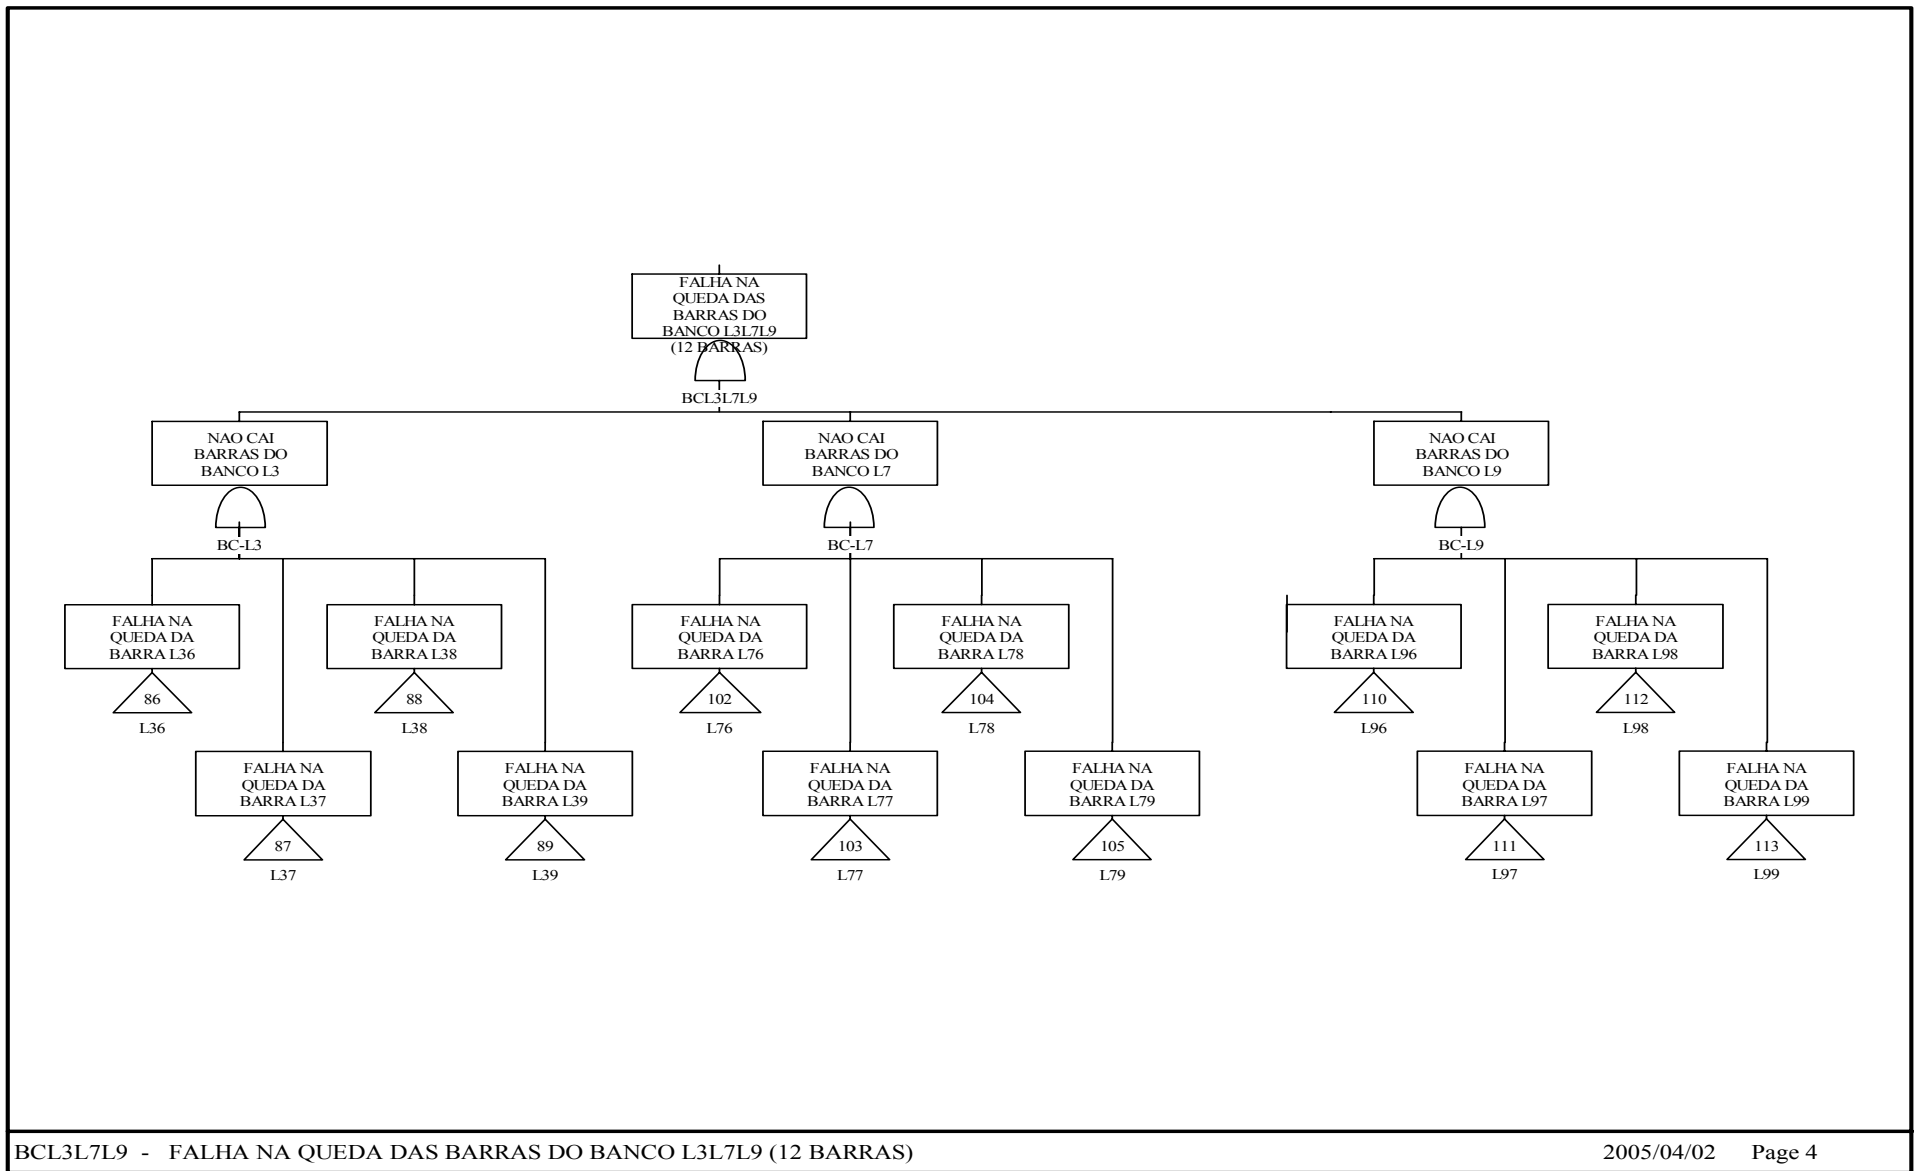 FALHA NA
QUEDA DAS
BARRAS DO
BANCO L3L7L9
(12 BARRAS)
BCL3L7L9
NAO CAI
BARRAS DO
BANCO L3
BC-L3
NAO CAI
BARRAS DO
BANCO L7
BC-L7
NAO CAI
BARRAS DO
BANCO L9
BC-L9
FALHA NA
QUEDA DA
BARRA L36
86
L36
FALHA NA
QUEDA DA
BARRA L38
88
L38
FALHA NA
QUEDA DA
BARRA L76
102
L76
FALHA NA
QUEDA DA
BARRA L78
104
L78
FALHA NA
QUEDA DA
BARRA L96
110
L96
FALHA NA
QUEDA DA
BARRA L98
112
L98
FALHA NA
QUEDA DA
BARRA L37
87
L37
FALHA NA
QUEDA DA
BARRA L39
89
L39
FALHA NA
QUEDA DA
BARRA L77
103
L77
FALHA NA
QUEDA DA
BARRA L79
105
L79
FALHA NA
QUEDA DA
BARRA L97
111
L97
FALHA NA
QUEDA DA
BARRA L99
113
L99
BCL3L7L9 - FALHA NA QUEDA DAS BARRAS DO BANCO L3L7L9 (12 BARRAS) 2005/04/02 Page 4